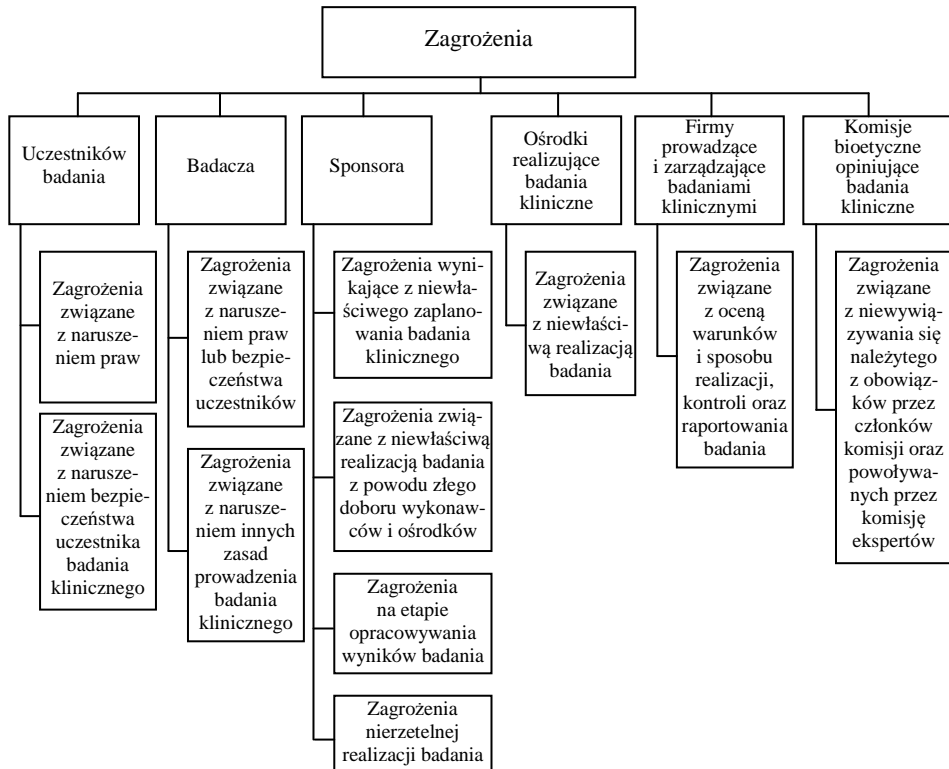 Zagrożenia
Uczestników
badania
Badacza
Sponsora
Ośrodki
realizujące
badania
kliniczne
Firmy
prowadzące
i zarządzające
badaniami
klinicznymi
Komisje
bioetyczne
opiniujące
badania
kliniczne
Zagrożenia
związane
z narusze-
niem praw
Zagrożenia
związane
z narusze-
niem bezpie-
czeństwa
uczestnika
badania
klinicznego
Zagrożenia
związane
z narusze-
niem praw
lub bezpie-
czeństwa
uczestników
Zagrożenia
związane
z narusze-
niem innych
zasad
prowadzenia
badania
klinicznego
Zagrożenia wyni-
kające z niewła-
ściwego zaplano-
wania badania
klinicznego
Zagrożenia zwią-
zane z niewłaściwą
realizacją badania
z powodu złego
doboru wykonaw-
ców i ośrodków
Zagrożenia
na etapie
opracowywania
wyników badania
Zagrożenia
nierzetelnej
realizacji badania
Zagrożenia
związane
z niewłaści-
wą realizacją
badania
Zagrożenia
związane
z oceną
warunków
i sposobu
realizacji,
kontroli oraz
raportowania
badania
Zagrożenia
związane
z niewywią-
zywania się
należytego
z obowiąz-
ków przez
członków
komisji oraz
powoływa-
nych przez
komisję
ekspertów